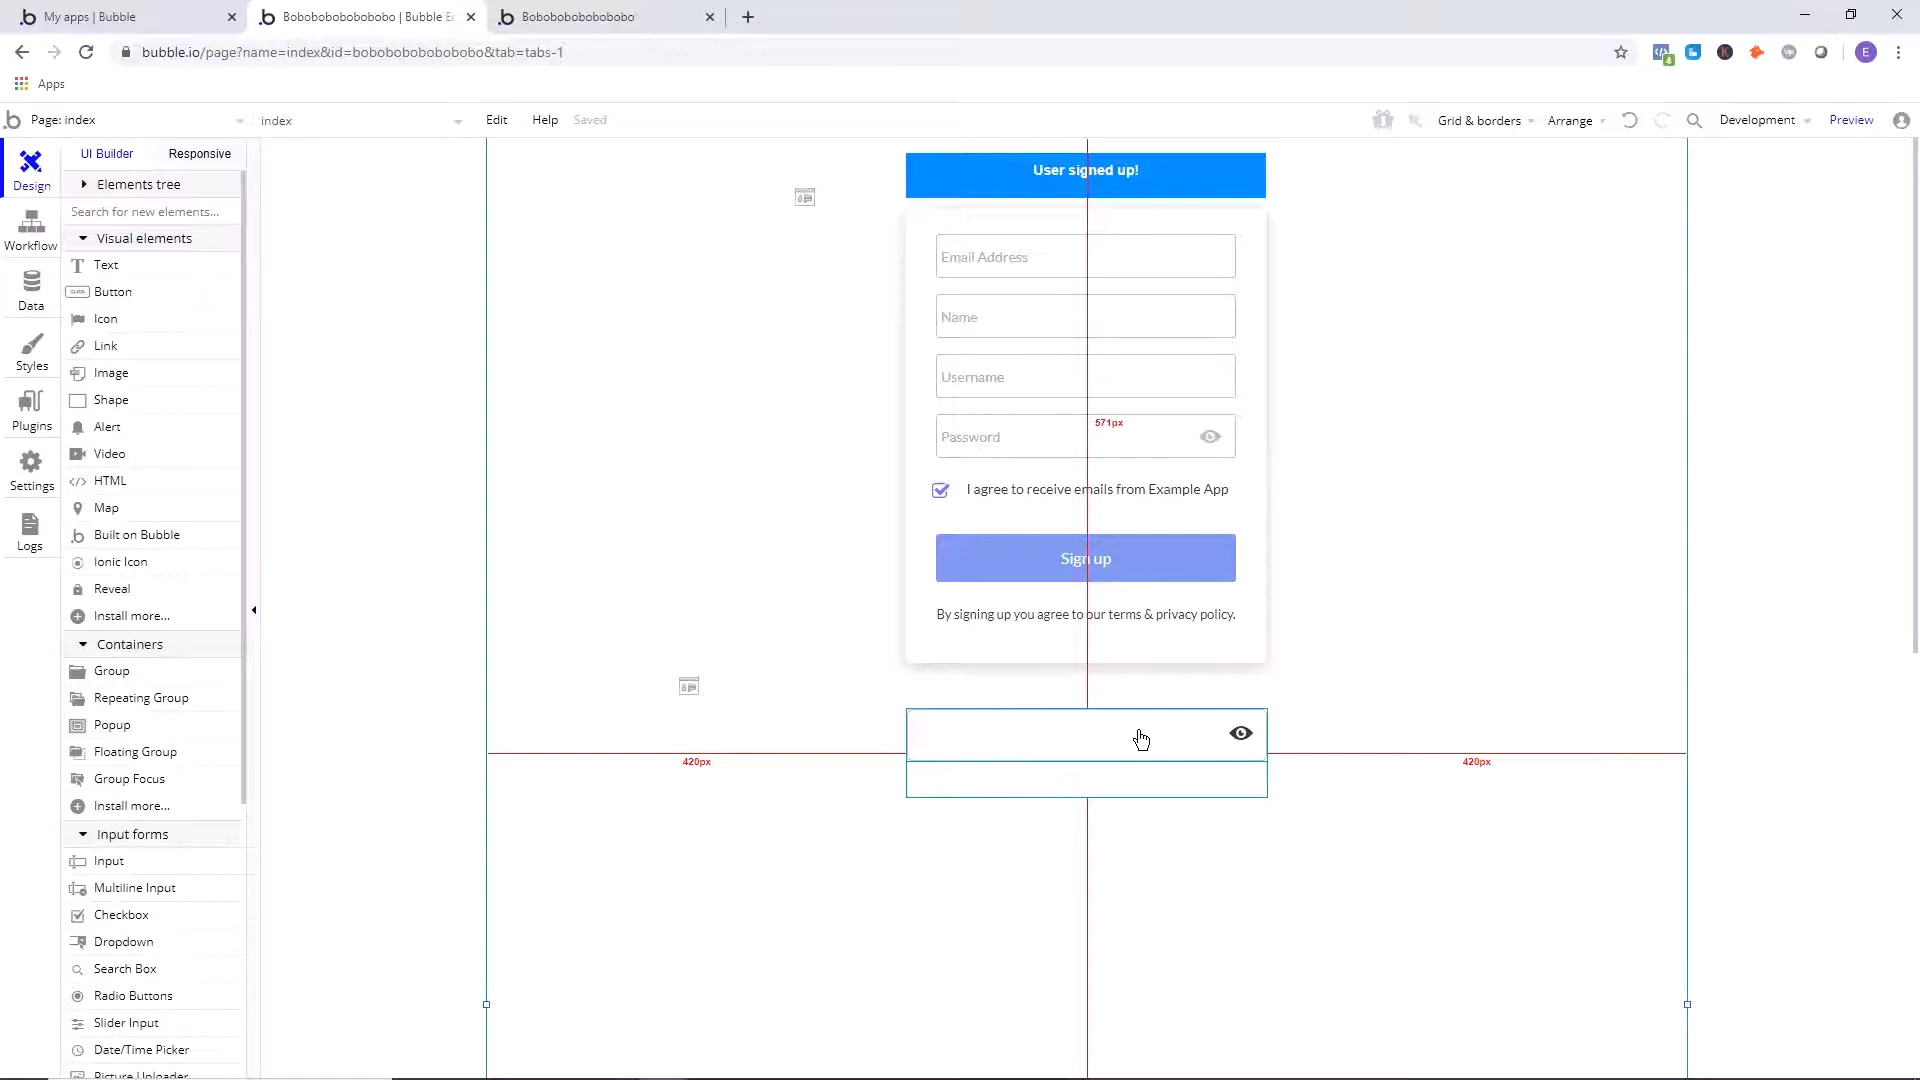 My apps | Bubble
Bobobobobobobobo | Bubble E
Bobobobobobobobo
bubble.io/page?name=index&id=bobobobobobobobo&tab=tabs-1
4
E
Apps
Page: index
index
Edit
Help
Saved
Grid & borders
Arrange
Development
Preview
Design
Workflow
Data
Styles
Plugins
Settings
Logs
UI Builder
Responsive
Elements tree
Search for new elements...
Visual elements
Text
Button
Icon
Link
Image
Shape
Alert
Video
HTML
Map
Built on Bubble
Ionic Icon
Reveal
Install more...
Containers
Group
Repeating Group
Popup
Floating Group
Group Focus
Install more...
Input forms
Input
Multiline Input
Checkbox
Dropdown
Search Box
Radio Buttons
Slider Input
Date/Time Picker
Picture Uploader
User signed up!
Email Address
Name
Username
571px
Password
I agree to receive emails from Example App
Sign up
By signing up you agree to our terms & privacy policy.
420px
420px